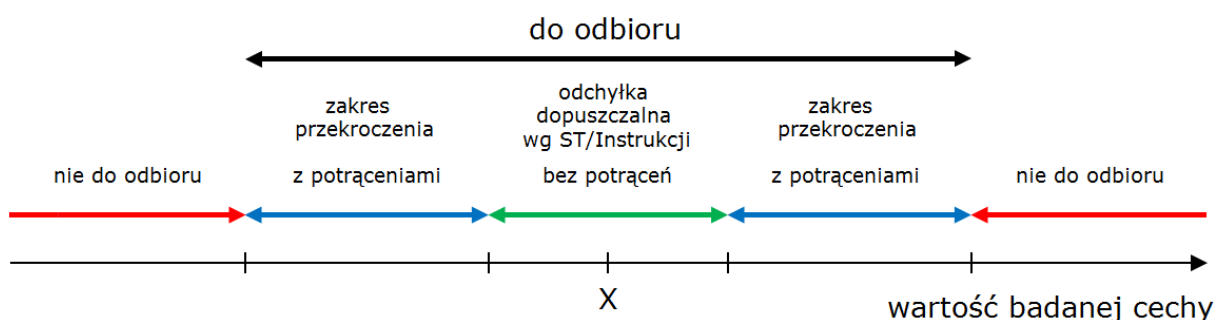 do odbioru
zakres
przekroczenia
odchyłka
dopuszczalna
wg ST/Instrukcji
zakres
przekroczenia
nie do odbioru
z potrąceniami
bez potrąceń
z potrąceniami
nie do odbioru
X
wartość badanej cechy